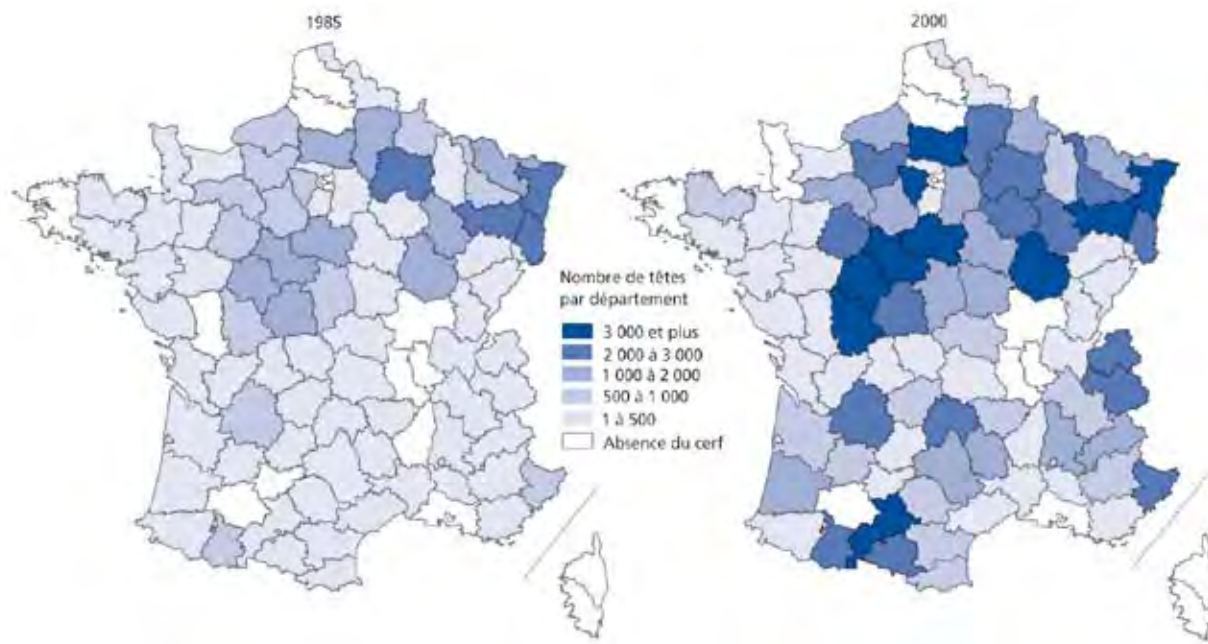 1985
2000
Nombre de têtes
par département
3 000 et plus
2 000 à 3 000
1 000 à 2 000
500 à 1 000
1 à 500
Absence du cerf